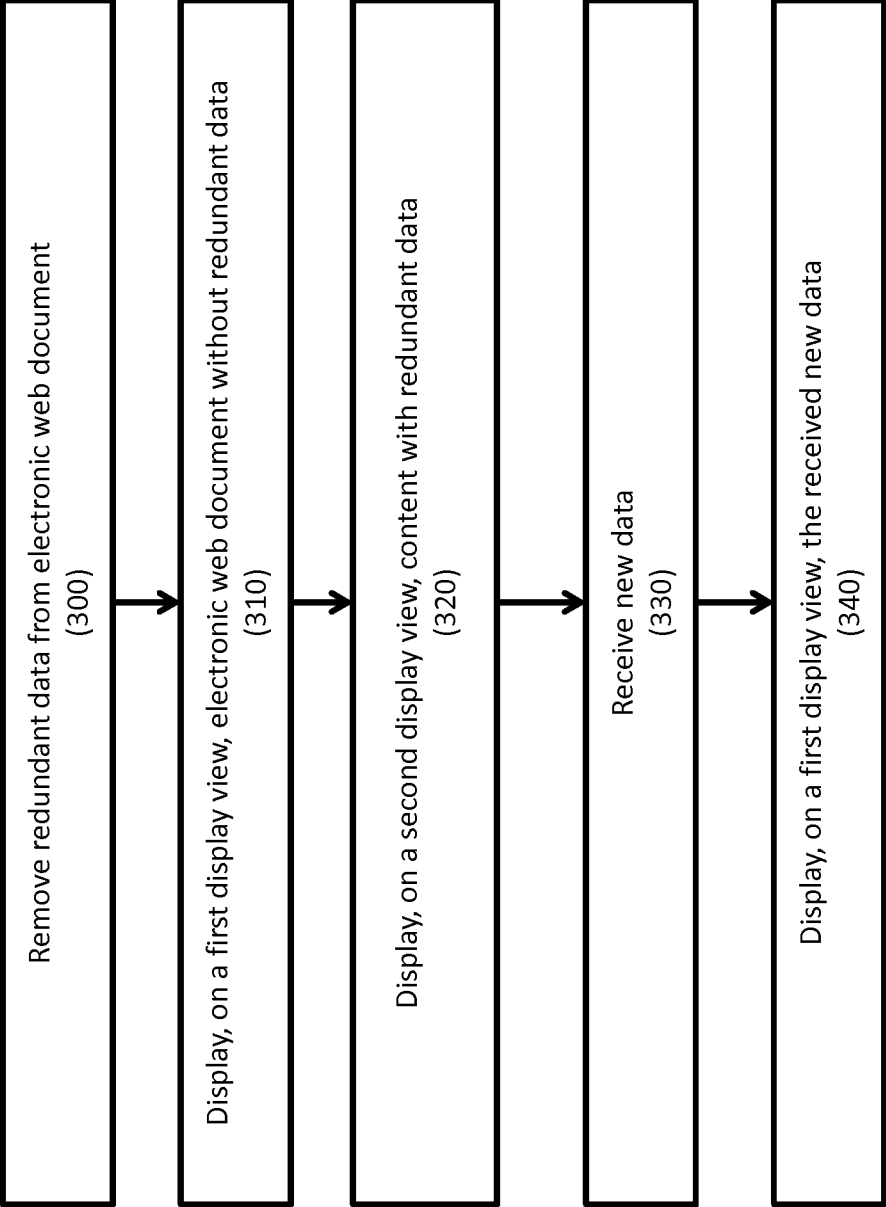 Remove redundant data from electronic web document
(300)
Display, on a first display view, electronic web document without redundant data
(310)
Display, on a second display view, content with redundant data
(320)
Receive new data
(330)
Display, on a first display view, the received new data
(340)